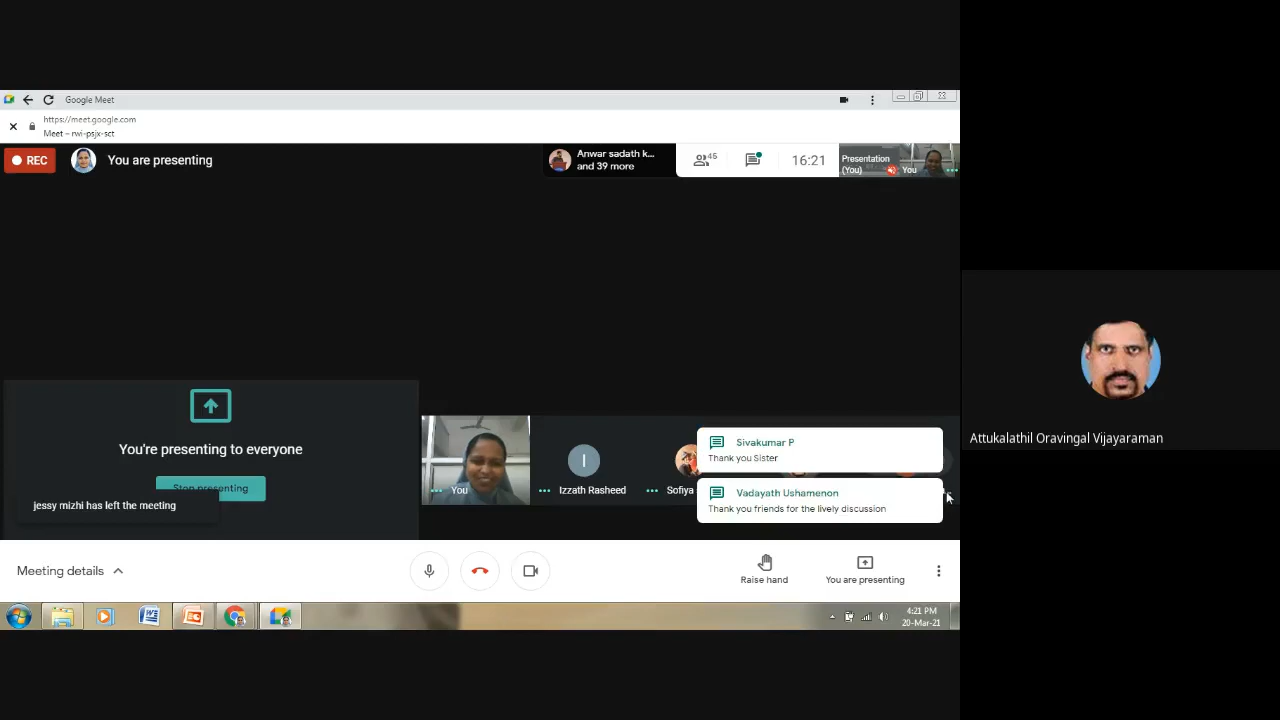 Google Meet
https://meet.google.com
Meet – rwi-psjx-sct
REC
You are presenting
Anwar sadath k...
and 39 more
45
16:21
Presentation
(You)
You
You're presenting to everyone
Stop presenting
jessy mizhi has left the meeting
You
I
Izzath Rasheed
Sofiya
Sivakumar P
Thank you Sister
Vadayath Ushamenon
Thank you friends for the lively discussion
Attukalathil Oravingal Vijayaraman
Meeting details
Raise hand
You are presenting
4:21 PM
20-Mar-21